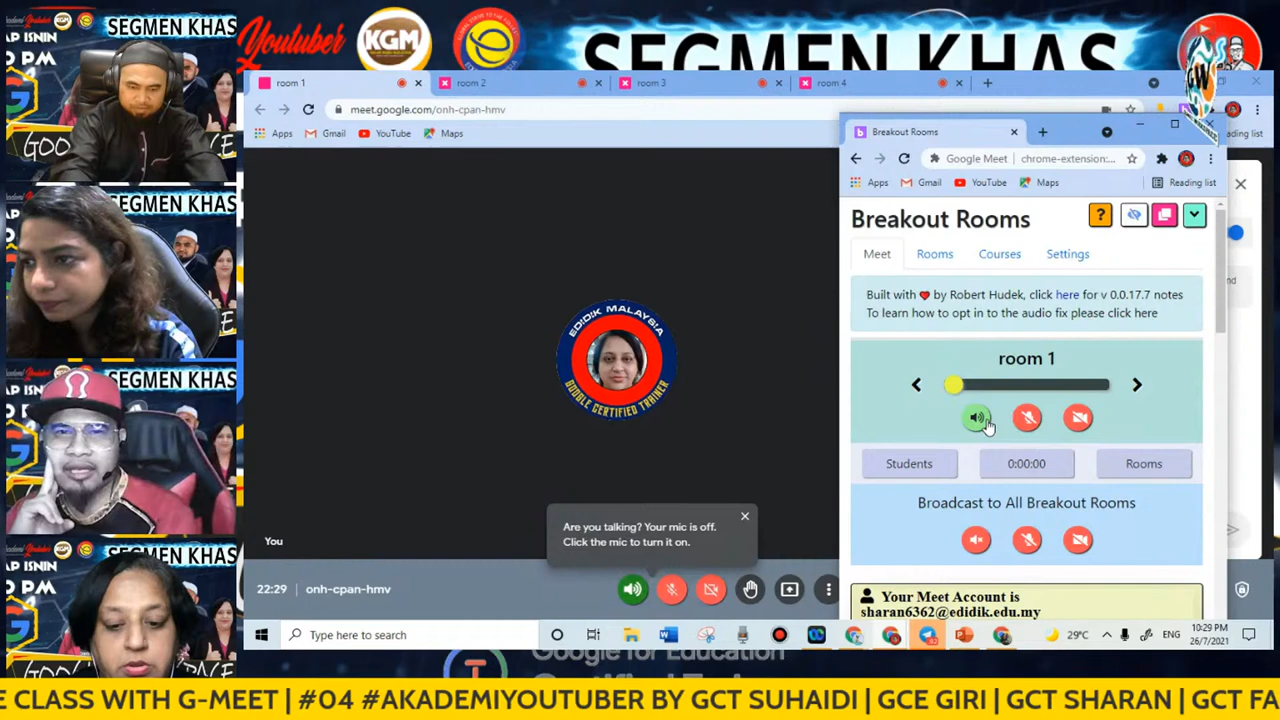 SEGMEN KHAS
Youtuber
KGM
room 1
room 2
room 3
room 4
meet.google.com/onh-cpan-hmv
Apps
Gmail
YouTube
Maps
Breakout Rooms
Google Meet
chrome-extension:...
Apps
Gmail
YouTube
Maps
Reading list
Breakout Rooms
?
Meet
Rooms
Courses
Settings
Built with ❤ by Robert Hudek, click here for v 0.0.17.7 notes
To learn how to opt in to the audio fix please click here
room 1
Students
0:00:00
Rooms
Broadcast to All Breakout Rooms
Your Meet Account is
sharan6362@edidik.edu.my
EDIDIK MALAYSIA
GOOGLE CERTIFIED TRAINER
Are you talking? Your mic is off.
Click the mic to turn it on.
You
22:29 | onh-cpan-hmv
Type here to search
29°C
ENG
10:29 PM
26/7/2021
SEGMEN KHAS
AP ISNIN
SEGMEN KHAS
SEGMEN KHAS
SEGMEN KHAS
Google for Education
E CLASS WITH G-MEET | #04 #AKADEMIYOUTUBER BY GCT SUHAIDI | GCE GIRI | GCT SHARAN | GCT FA